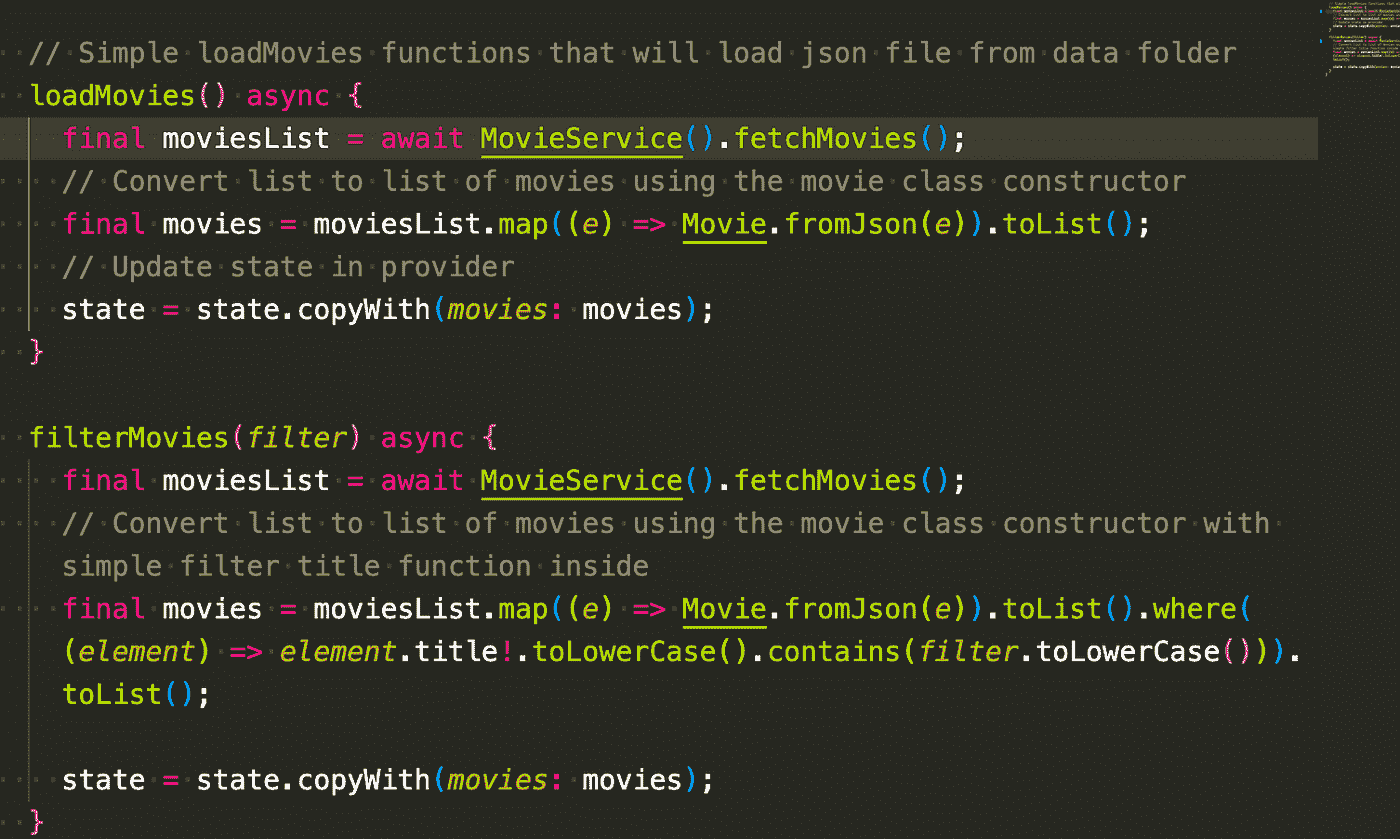 // Simple loadMovies functions that will load json file from data folder
loadMovies() async {
final moviesList = await MovieService().fetchMovies();
// Convert list to list of movies using the movie class constructor
final movies = moviesList.map((e) => Movie.fromJson(e)).toList();
// Update state in provider
state = state.copyWith(movies: movies);
}
filterMovies(filter) async {
final moviesList = await MovieService().fetchMovies();
// Convert list to list of movies using the movie class constructor with
simple filter title function inside
final movies = moviesList.map((e) => Movie.fromJson(e)).toList().where(
(element) => element.title!.toLowerCase().contains(filter.toLowerCase())).
toList();
state = state.copyWith(movies: movies);
}